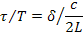 τ/T = δ/ c/2L